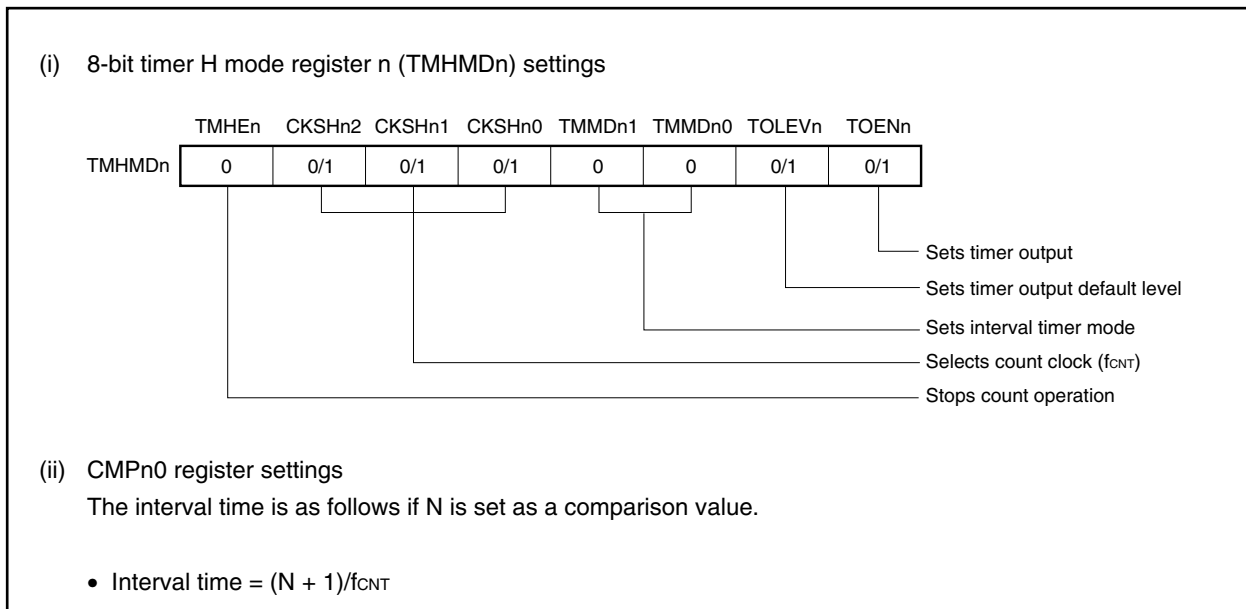 (i) 8-bit timer H mode register n (TMHMDn) settings
TMHEn CKSHn2 CKSHn1 CKSHn0 TMMDn1 TMMDn0 TOLEVn TOENn
TMHMDn 0 0/1 0/1 0/1 0 0 0/1 0/1
Sets timer output
Sets timer output default level
Sets interval timer mode
Selects count clock (fCNT)
Stops count operation
(ii) CMPn0 register settings
The interval time is as follows if N is set as a comparison value.
• Interval time = (N + 1)/fCNT